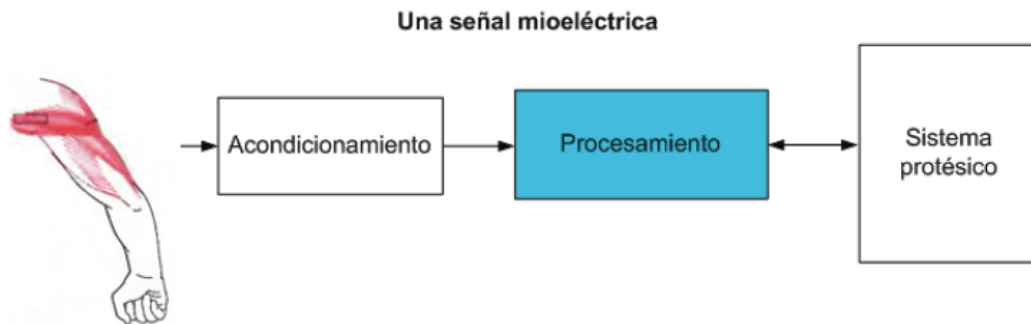 Una señal mioeléctrica
Acondicionamiento
Procesamiento
Sistema
protésico